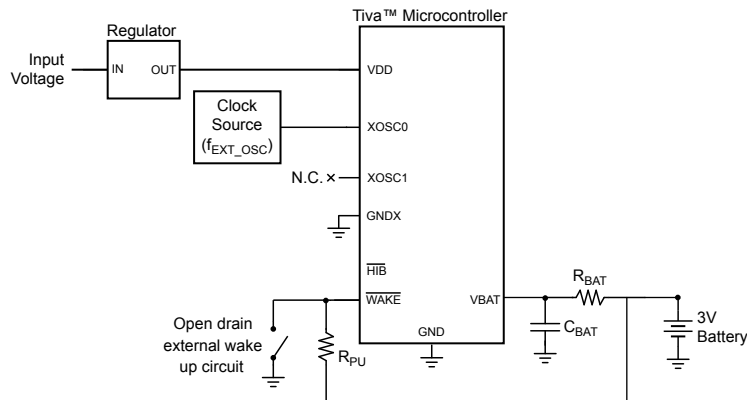 Tiva™ Microcontroller
Regulator
Input
Voltage
IN
OUT
VDD
Clock
Source
(fEXT_OSC)
XOSC0
N.C.
XOSC1
GNDX
HIB
WAKE
VBAT
RBAT
Open drain
external wake
up circuit
RPU
GND
CBAT
3V
Battery